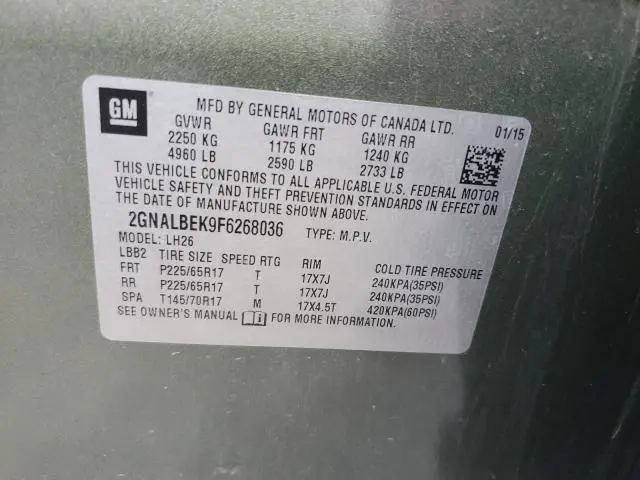 GM
MFD BY GENERAL MOTORS OF CANADA LTD. 01/15
GVWR GAWR FRT GAWR RR
2250 KG 1175 KG 1240 KG
4960 LB 2590 LB 2733 LB
THIS VEHICLE CONFORMS TO ALL APPLICABLE U.S. FEDERAL MOTOR
VEHICLE SAFETY AND THEFT PREVENTION STANDARDS IN EFFECT ON
THE DATE OF MANUFACTURE SHOWN ABOVE.
2GNALBEK9F6268036 TYPE: M.P.V.
MODEL: LH26
LBB2 TIRE SIZE SPEED RTG RIM COLD TIRE PRESSURE
FRT P225/65R17 T 17X7J 240KPA(35PSI)
RR P225/65R17 T 17X7J 240KPA(35PSI)
SPA T145/70R17 M 17X4.5T 420KPA(60PSI)
SEE OWNER'S MANUAL FOR MORE INFORMATION.